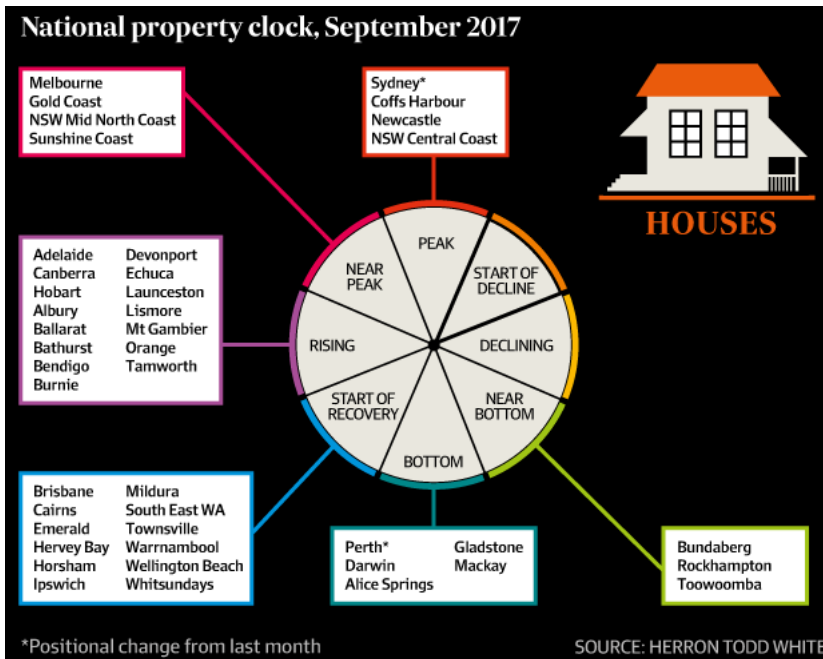 National property clock, September 2017
Melbourne
Gold Coast
NSW Mid North Coast
Sunshine Coast
Sydney*
Coffs Harbour
Newcastle
NSW Central Coast
HOUSES
PEAK
START OF
DECLINE
DECLINING
NEAR
BOTTOM
BOTTOM
START OF
RECOVERY
RISING
NEAR
PEAK
Adelaide Devonport
Canberra Echuca
Hobart Launceston
Albury Lismore
Ballarat Mt Gambier
Bathurst Orange
Bendigo Tamworth
Burnie
Brisbane Mildura
Cairns South East WA
Emerald Townsville
Hervey Bay Warrnambool
Horsham Wellington Beach
Ipswich Whitsundays
Perth* Gladstone
Darwin Mackay
Alice Springs
Bundaberg
Rockhampton
Toowoomba
*Positional change from last month
SOURCE: HERRON TODD WHITE